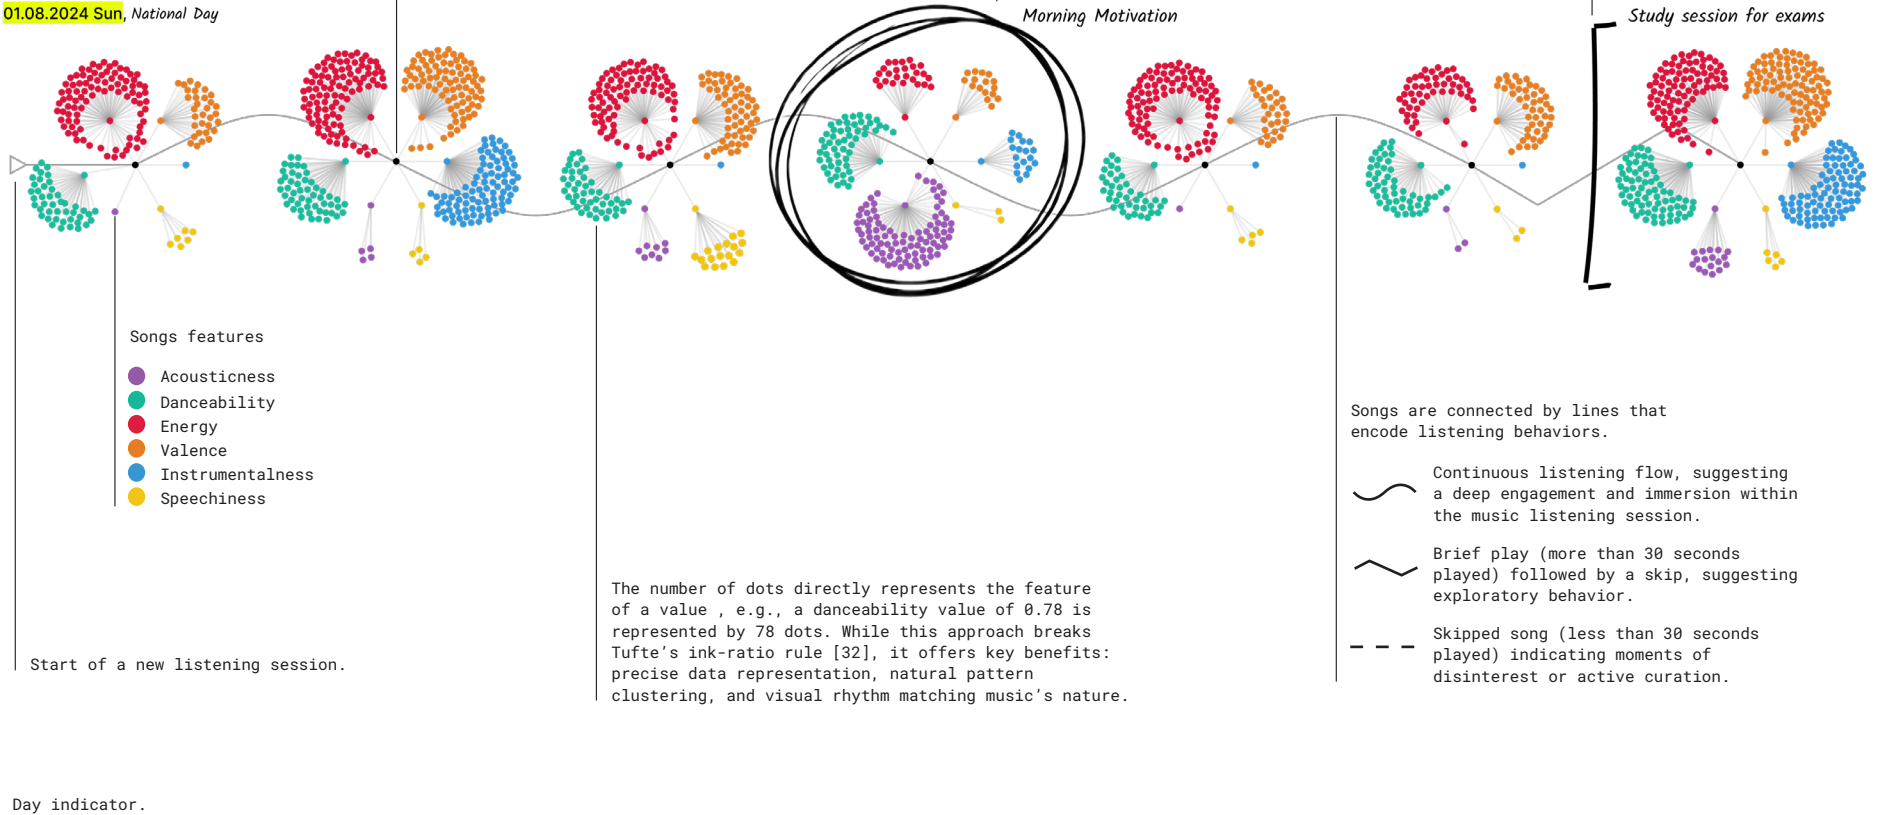 01.08.2024 Sun, National Day
Morning Motivation
Study session for exams
Songs features
Acousticness
Danceability
Energy
Valence
Instrumentalness
Speechiness
Start of a new listening session.
The number of dots directly represents the feature
of a value , e.g., a danceability value of 0.78 is
represented by 78 dots. While this approach breaks
Tufte's ink-ratio rule [32], it offers key benefits:
precise data representation, natural pattern
clustering, and visual rhythm matching music's nature.
Songs are connected by lines that
encode listening behaviors.
Continuous listening flow, suggesting
a deep engagement and immersion within
the music listening session.
Brief play (more than 30 seconds
played) followed by a skip, suggesting
exploratory behavior.
Skipped song (less than 30 seconds
played) indicating moments of
disinterest or active curation.
Day indicator.